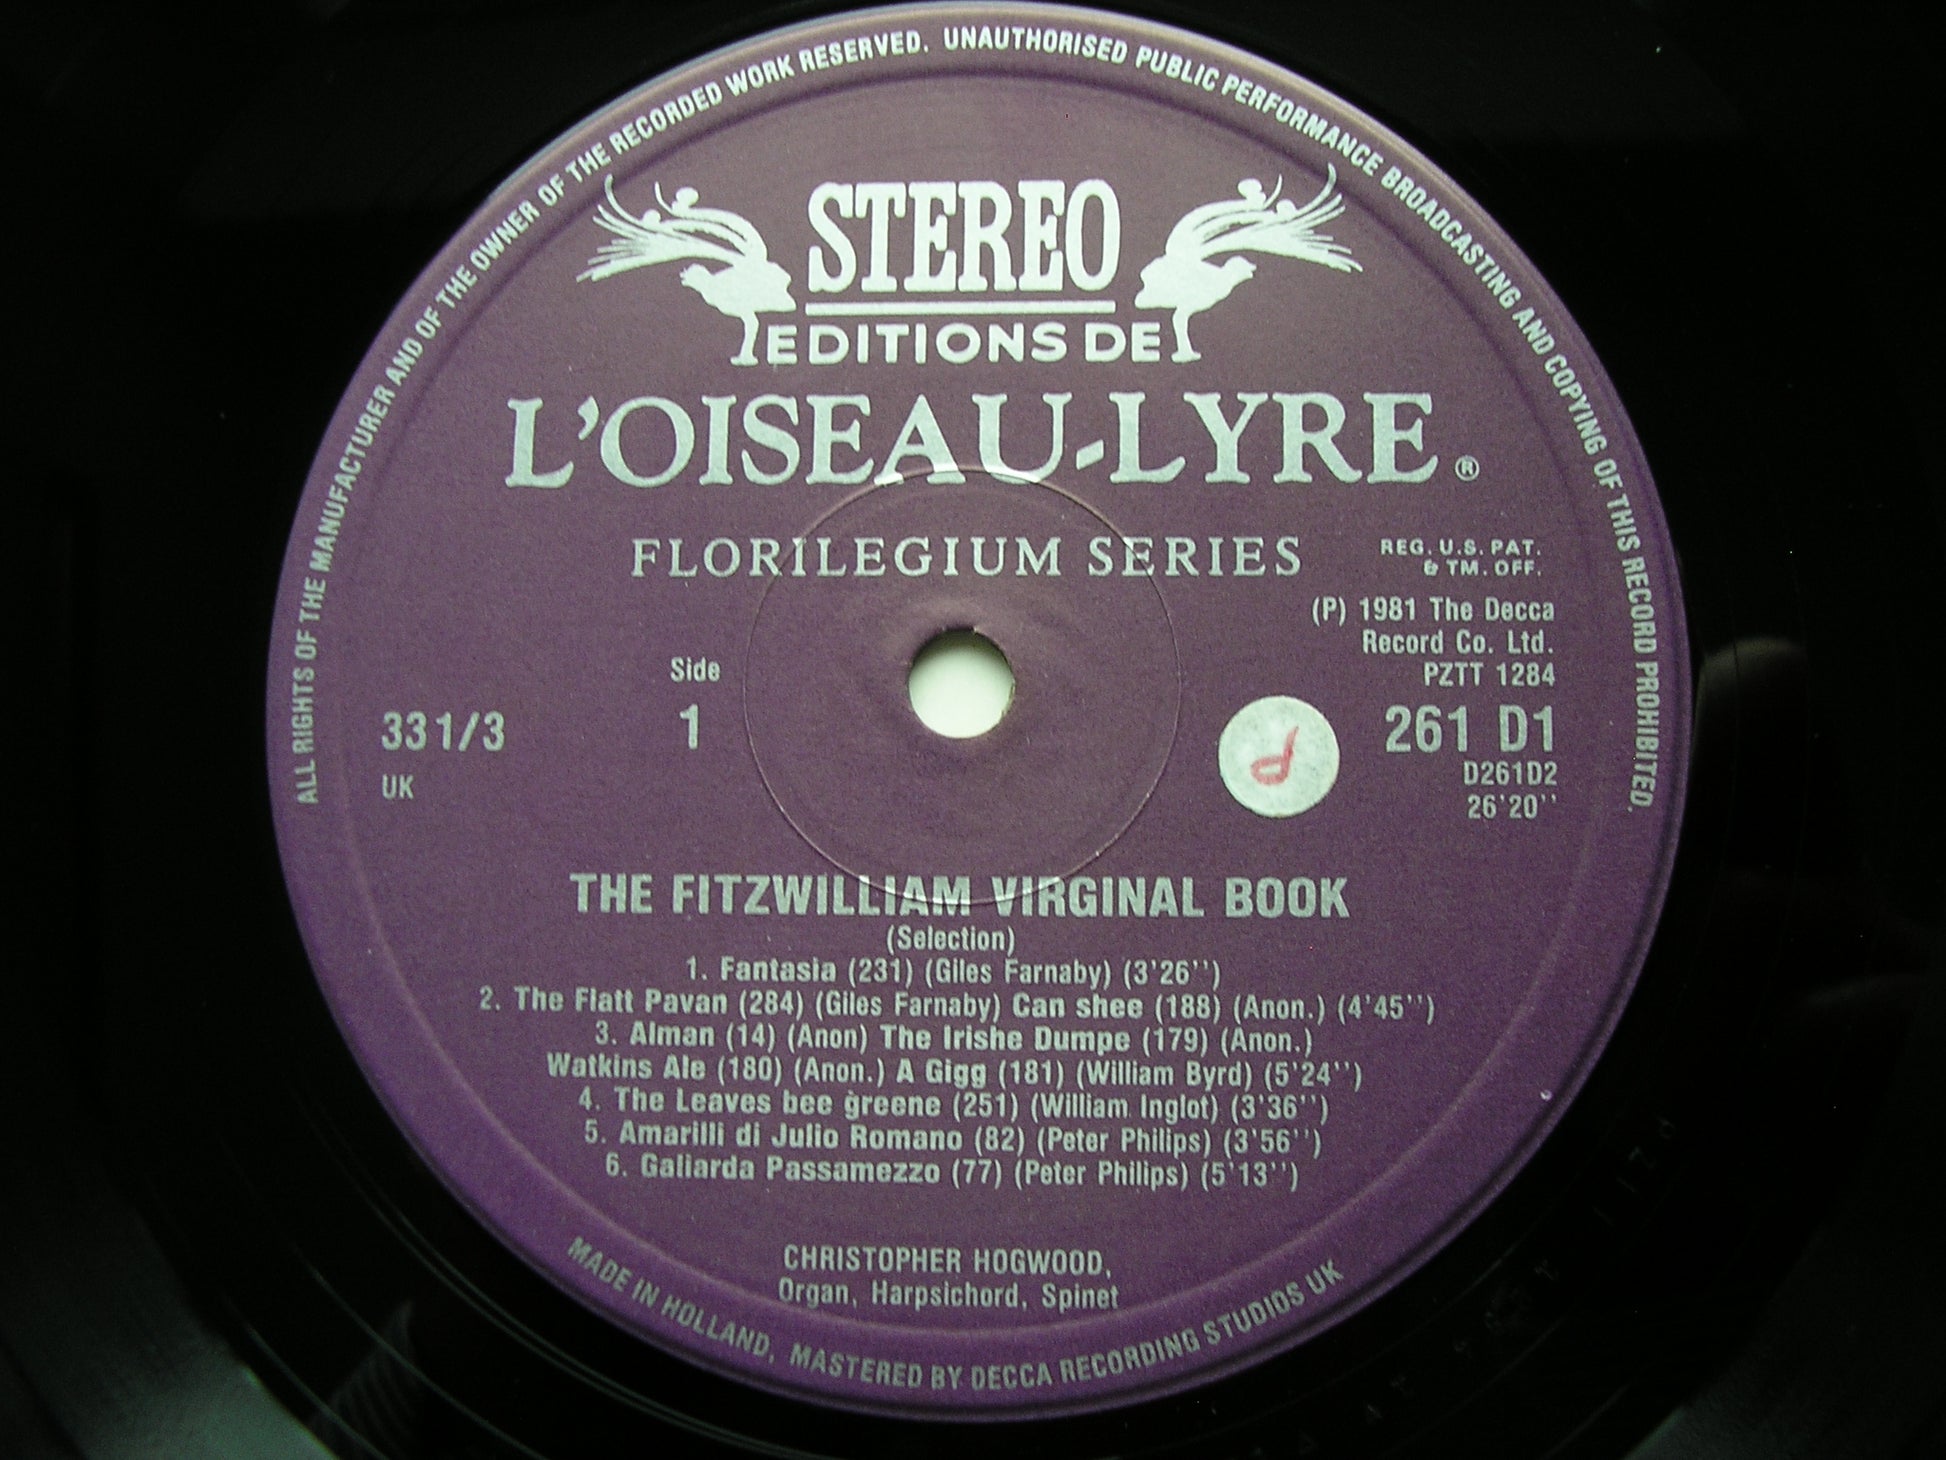 ALL RIGHTS OF THE MANUFACTURER AND OF THE OWNER OF THE RECORDED WORK RESERVED. UNAUTHORISED PUBLIC PERFORMANCE BROADCASTING AND COPYING OF THIS RECORD PROHIBITED.
STEREO
EDITIONS DE
L'OISEAU-LYRE ®
FLORILEGIUM SERIES
REG. U.S. PAT.
& TM. OFF.
(P) 1981 The Decca
Record Co. Ltd.
PZTT 1284
Side
33 1/3 1 261 D1
UK D261D2
26'20''
d
THE FITZWILLIAM VIRGINAL BOOK
(Selection)
1. Fantasia (231) (Giles Farnaby) (3'26'')
2. The Flatt Pavan (284) (Giles Farnaby) Can shee (188) (Anon.) (4'45'')
3. Alman (14) (Anon) The Irishe Dumpe (179) (Anon.)
Watkins Ale (180) (Anon.) A Gigg (181) (William Byrd) (5'24'')
4. The Leaves bee greene (251) (William Inglot) (3'36'')
5. Amarilli di Julio Romano (82) (Peter Philips) (3'56'')
6. Galiarda Passamezzo (77) (Peter Philips) (5'13'')
CHRISTOPHER HOGWOOD,
Organ, Harpsichord, Spinet
MADE IN HOLLAND, MASTERED BY DECCA RECORDING STUDIOS UK